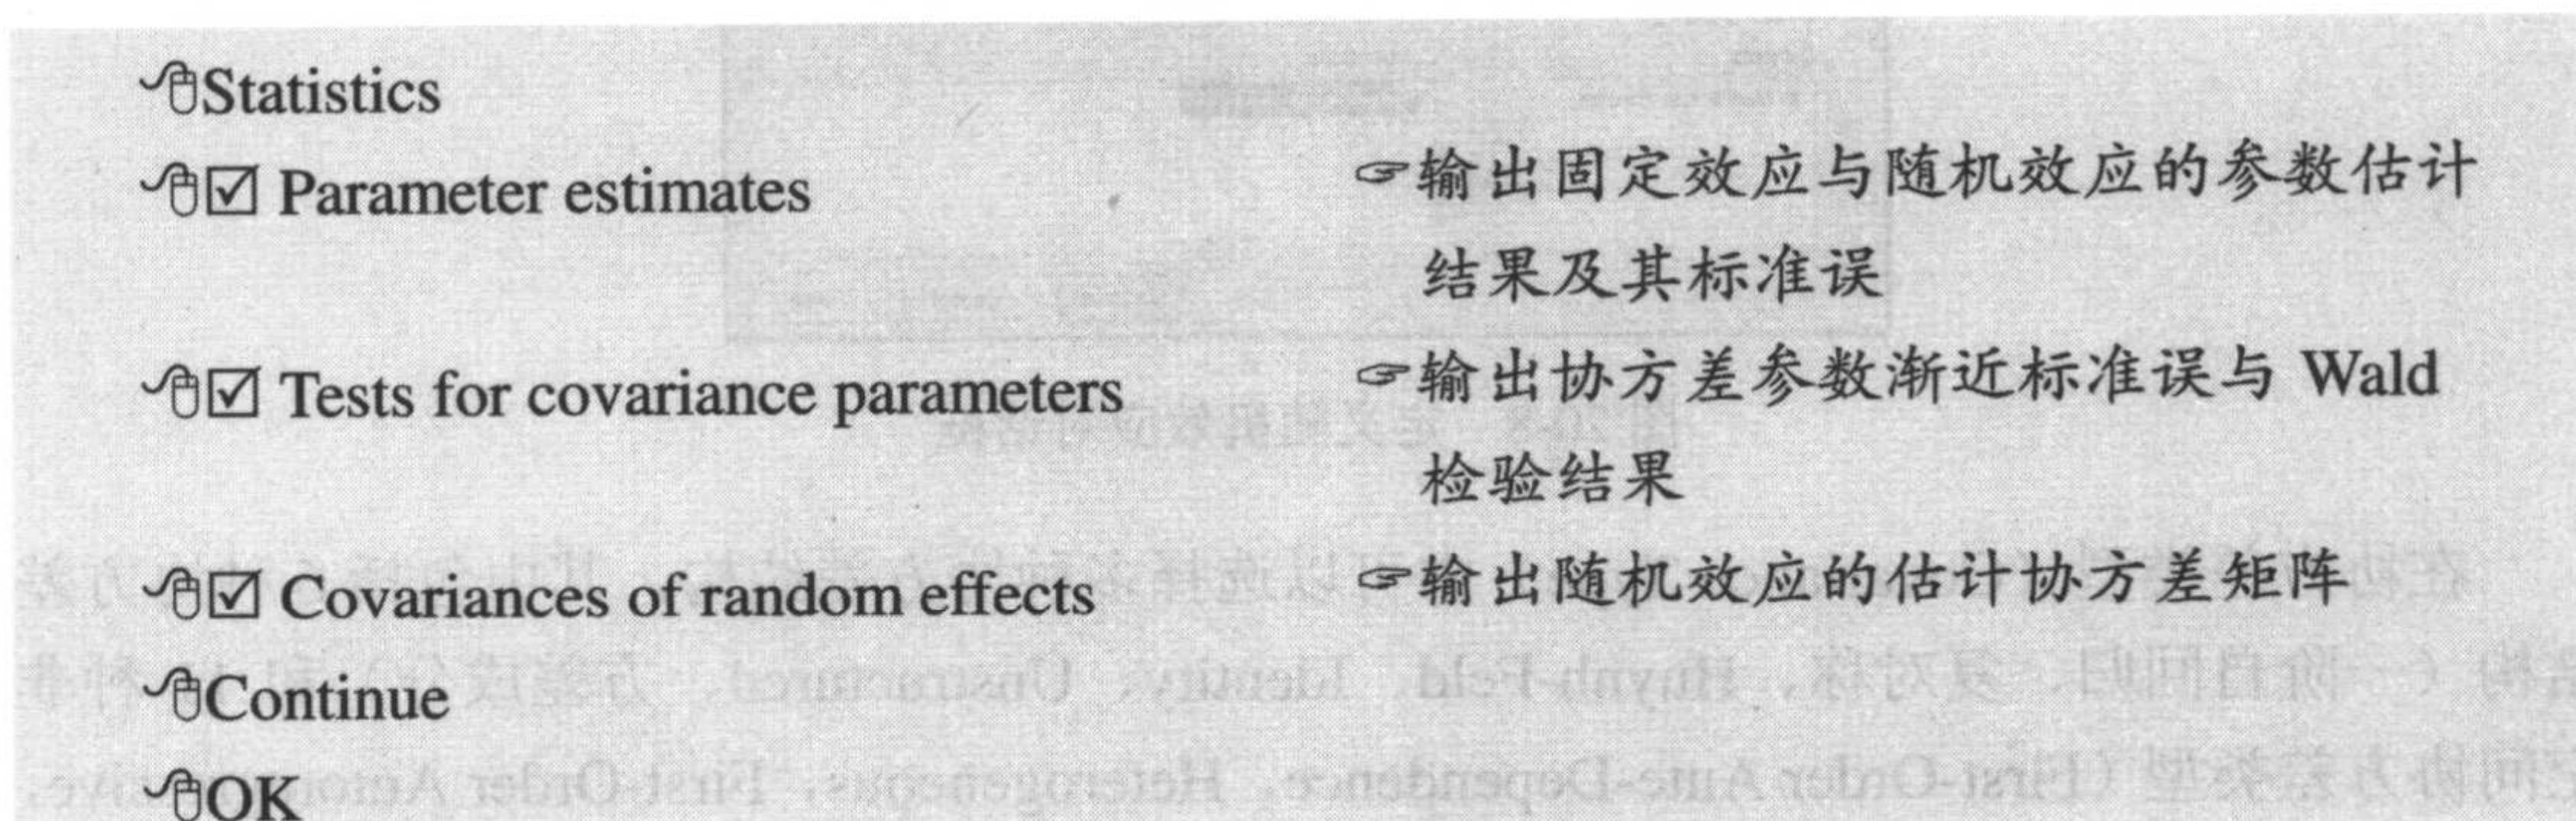 🖰Statistics
🖰☑ Parameter estimates ☞输出固定效应与随机效应的参数估计
结果及其标准误
🖰☑ Tests for covariance parameters ☞输出协方差参数渐近标准误与 Wald
检验结果
🖰☑ Covariances of random effects ☞输出随机效应的估计协方差矩阵
🖰Continue
🖰OK